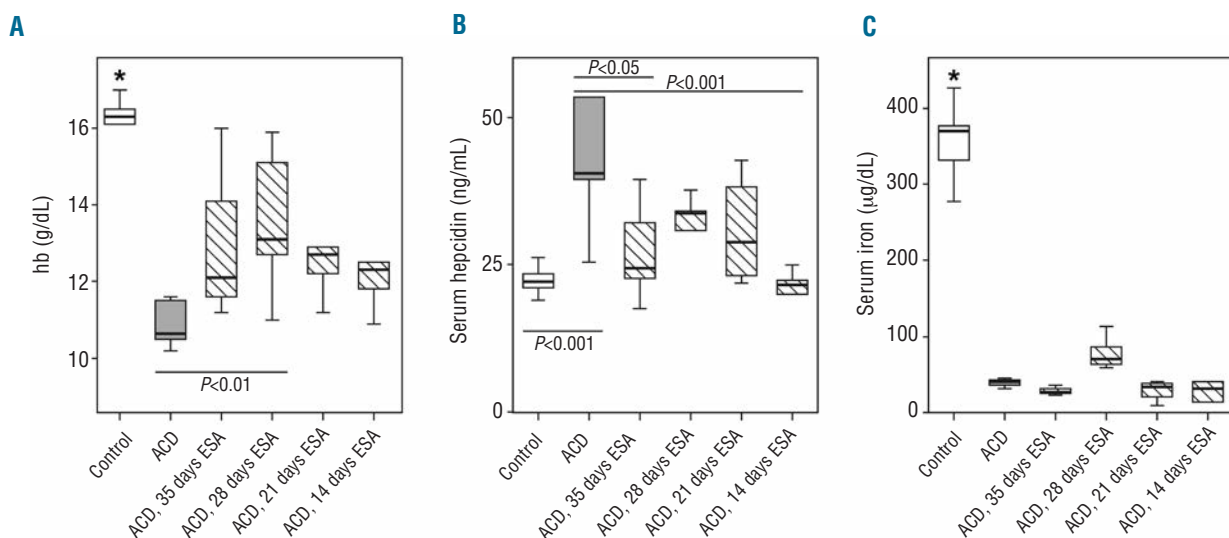 A
hb (g/dL)
16
14
12
10
*
P<0.01
Control
ACD
ACD, 35 days ESA
ACD, 28 days ESA
ACD, 21 days ESA
ACD, 14 days ESA
B
Serum hepcidin (ng/mL)
50
25
0
P<0.05
P<0.001
P<0.001
Control
ACD
ACD, 35 days ESA
ACD, 28 days ESA
ACD, 21 days ESA
ACD, 14 days ESA
C
Serum iron (µg/dL)
400
300
200
100
0
*
Control
ACD
ACD, 35 days ESA
ACD, 28 days ESA
ACD, 21 days ESA
ACD, 14 days ESA